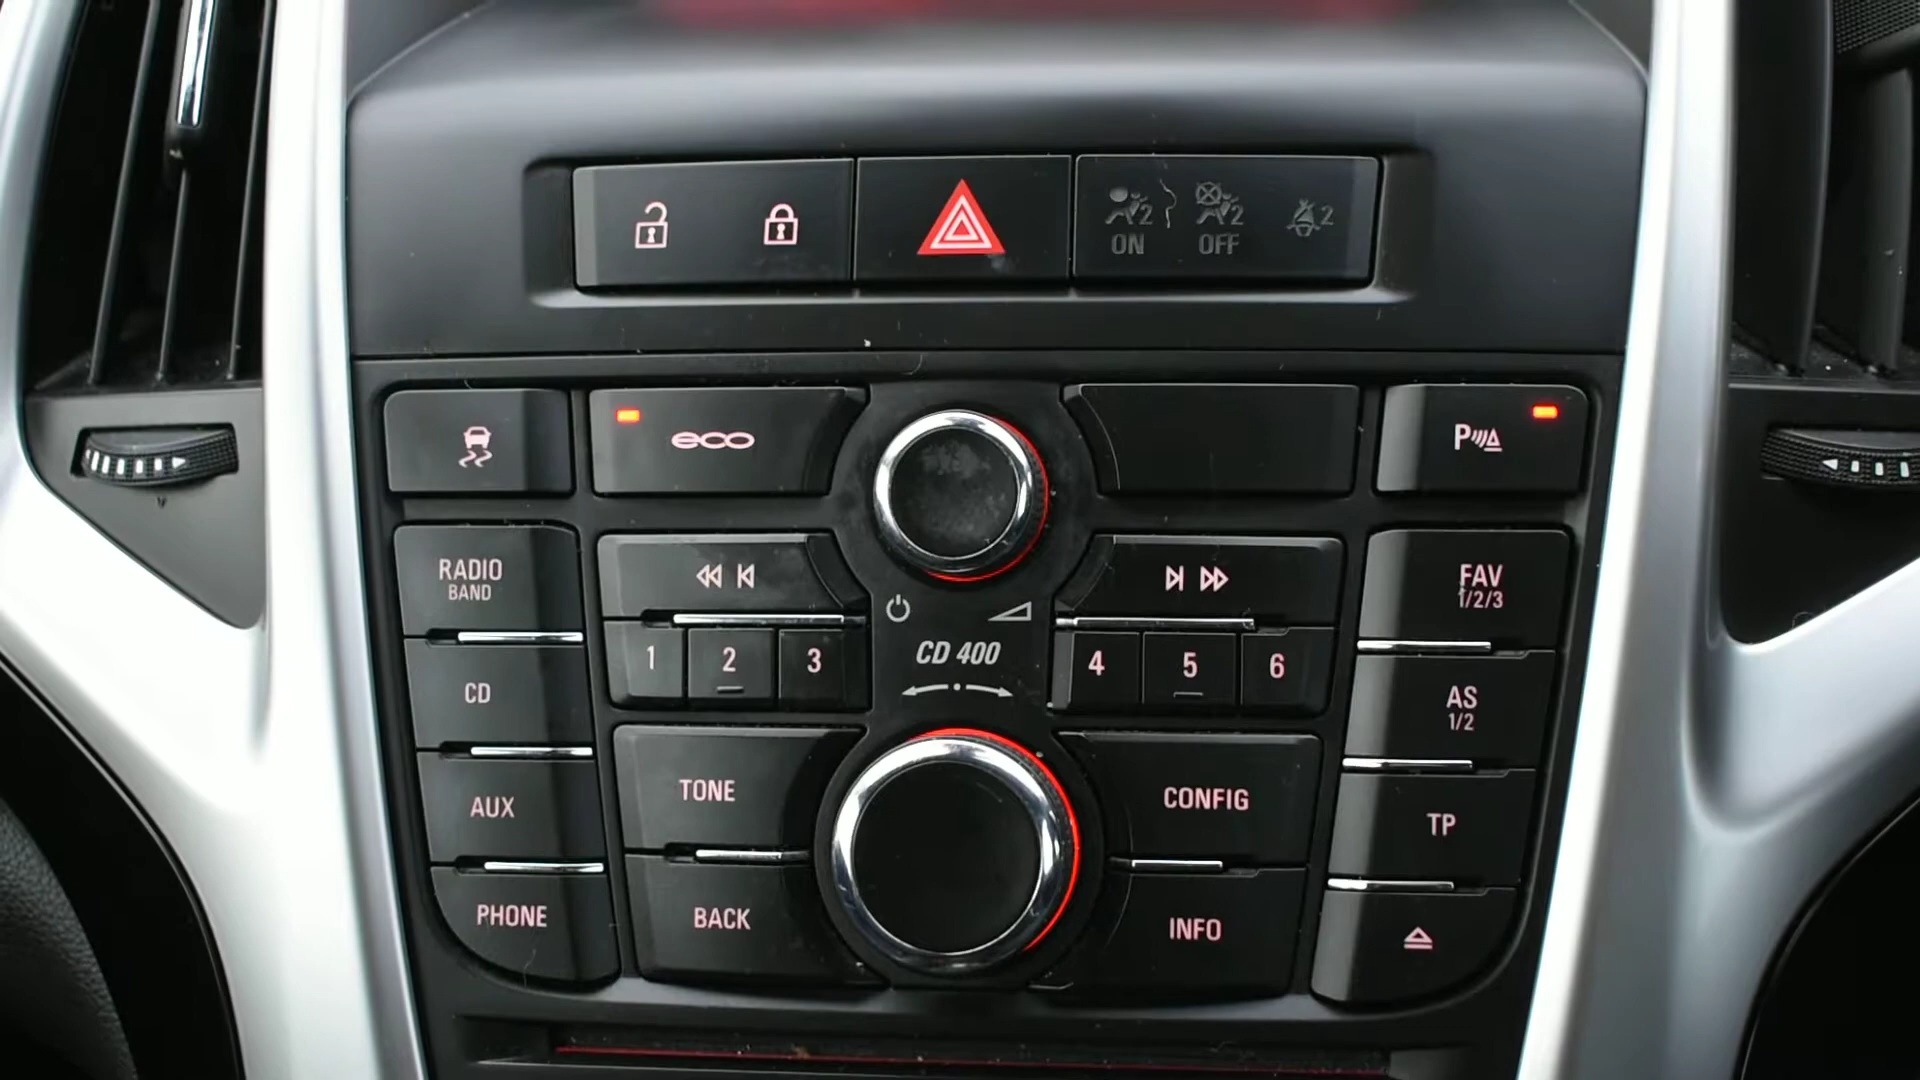 2
ON
2
OFF
2
eco
P
RADIO
BAND
FAV
1/2/3
1
2
3
CD 400
4
5
6
CD
AS
1/2
TONE
CONFIG
AUX
TP
PHONE
BACK
INFO